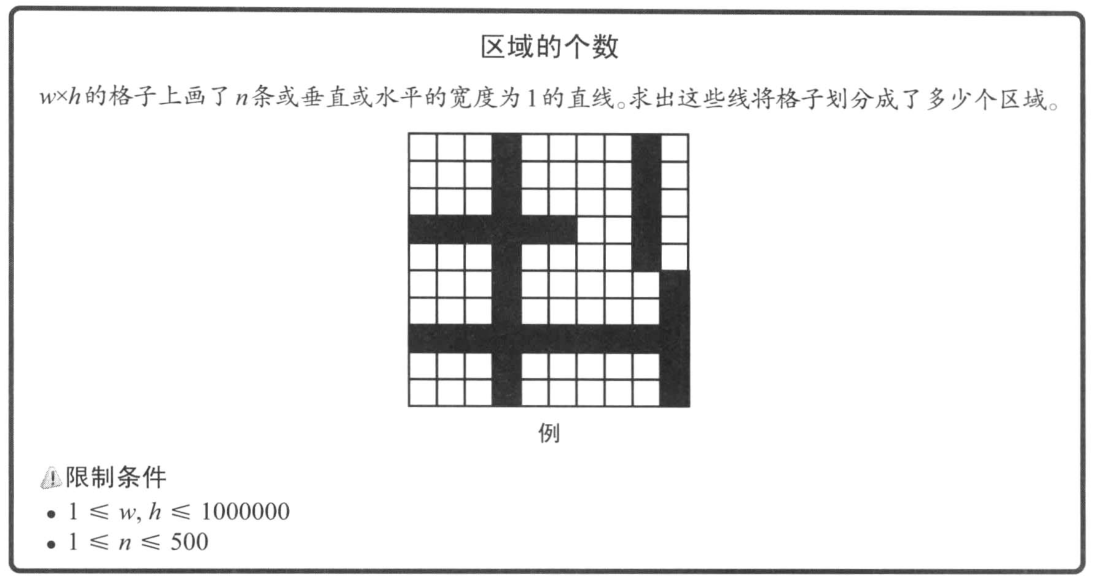 区域的个数
w×h的格子上画了n条或垂直或水平的宽度为1的直线。求出这些线将格子划分成了多少个区域。
例
限制条件
• 1 ≤ w, h ≤ 1000000
• 1 ≤ n ≤ 500